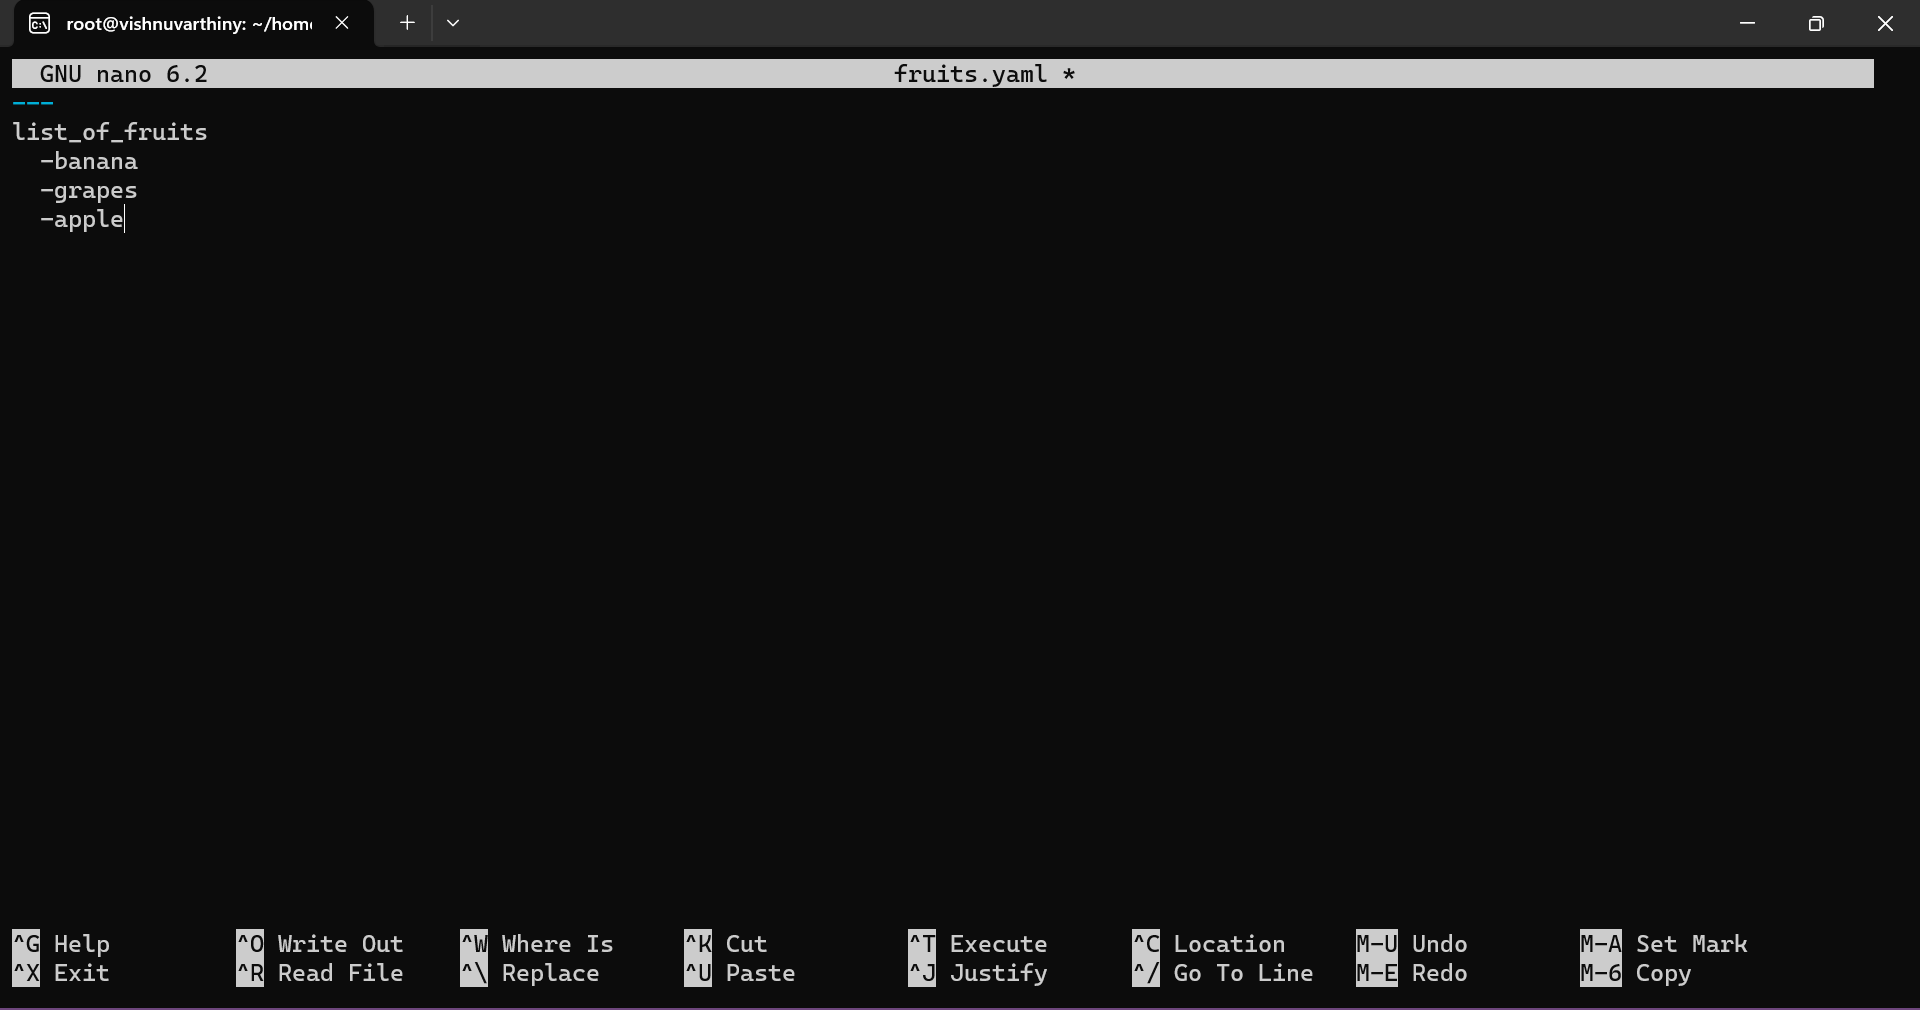 root@vishnuvarthiny: ~/hom
GNU nano 6.2 fruits.yaml *
---
list_of_fruits
  -banana
  -grapes
  -apple
^G Help ^O Write Out ^W Where Is ^K Cut ^T Execute ^C Location M-U Undo M-A Set Mark
^X Exit ^R Read File ^\ Replace ^U Paste ^J Justify ^/ Go To Line M-E Redo M-6 Copy